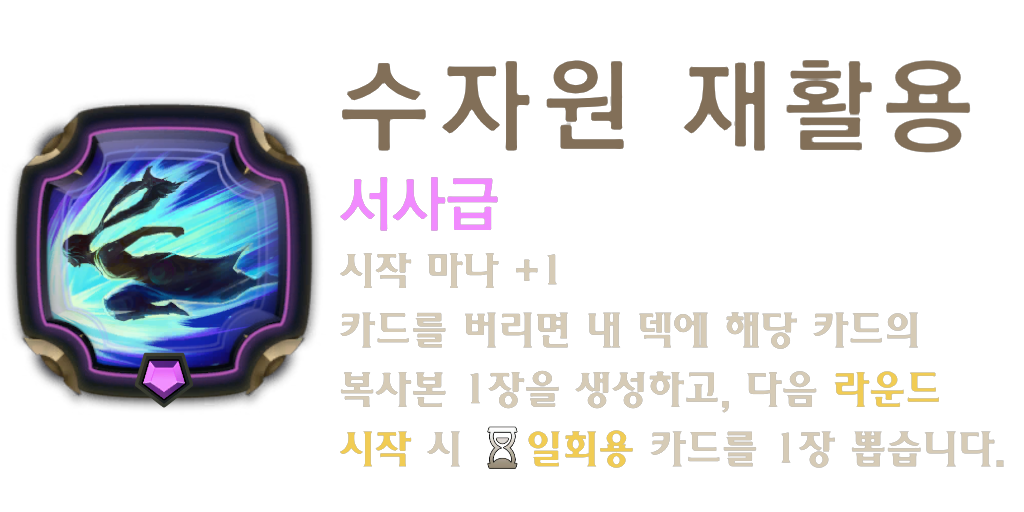 수자원 재활용
서사급
시작 마나 +1
카드를 버리면 내 덱에 해당 카드의
복사본 1장을 생성하고, 다음 라운드
시작 시 일회용 카드를 1장 뽑습니다.